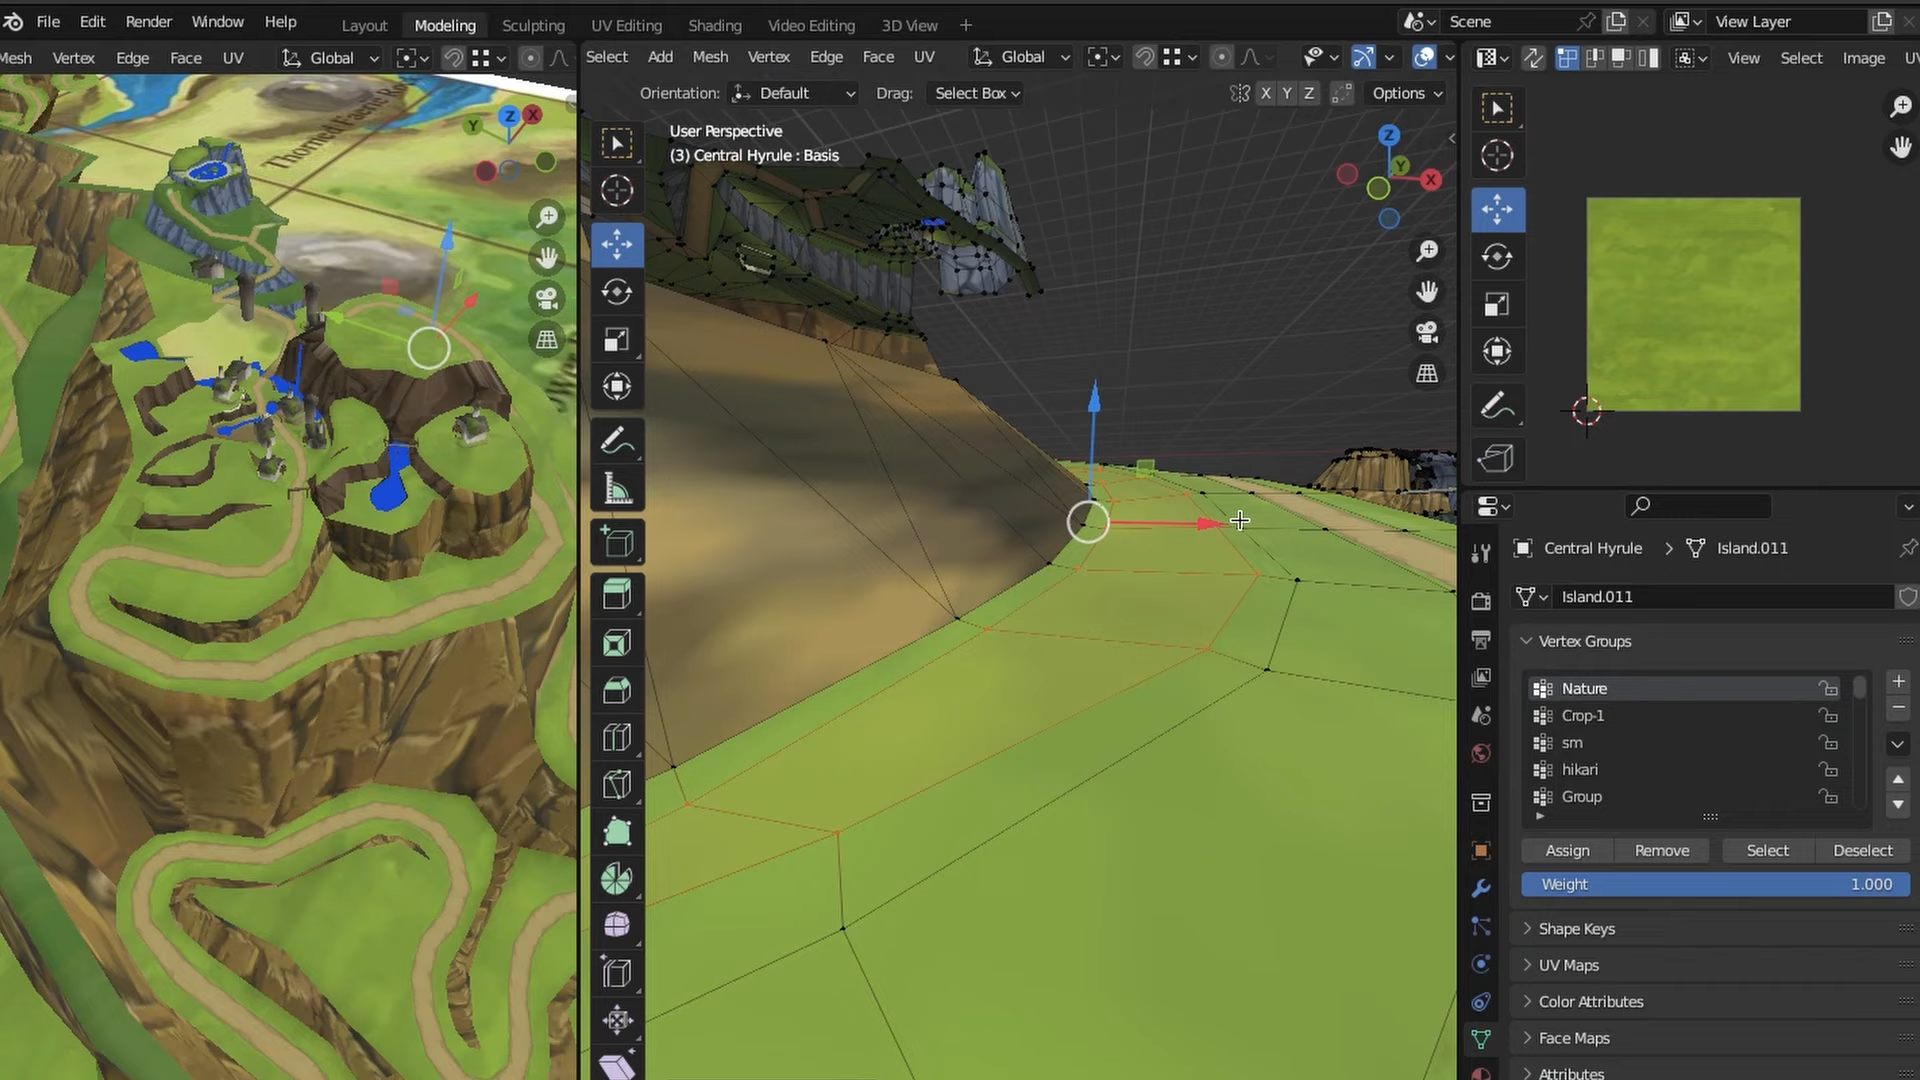 File Edit Render Window Help Layout Modeling Sculpting UV Editing Shading Video Editing 3D View + Scene View Layer
Mesh Vertex Edge Face UV Global
Select Add Mesh Vertex Edge Face UV Global
View Select Image
Orientation: Default Drag: Select Box X Y Z Options
User Perspective
(3) Central Hyrule : Basis
Z X Y
Z Y X
Central Hyrule > Island.011
Island.011
Vertex Groups
Nature
Crop-1
sm
hikari
Group
Assign Remove Select Deselect
Weight 1.000
Shape Keys
UV Maps
Color Attributes
Face Maps
Attributes